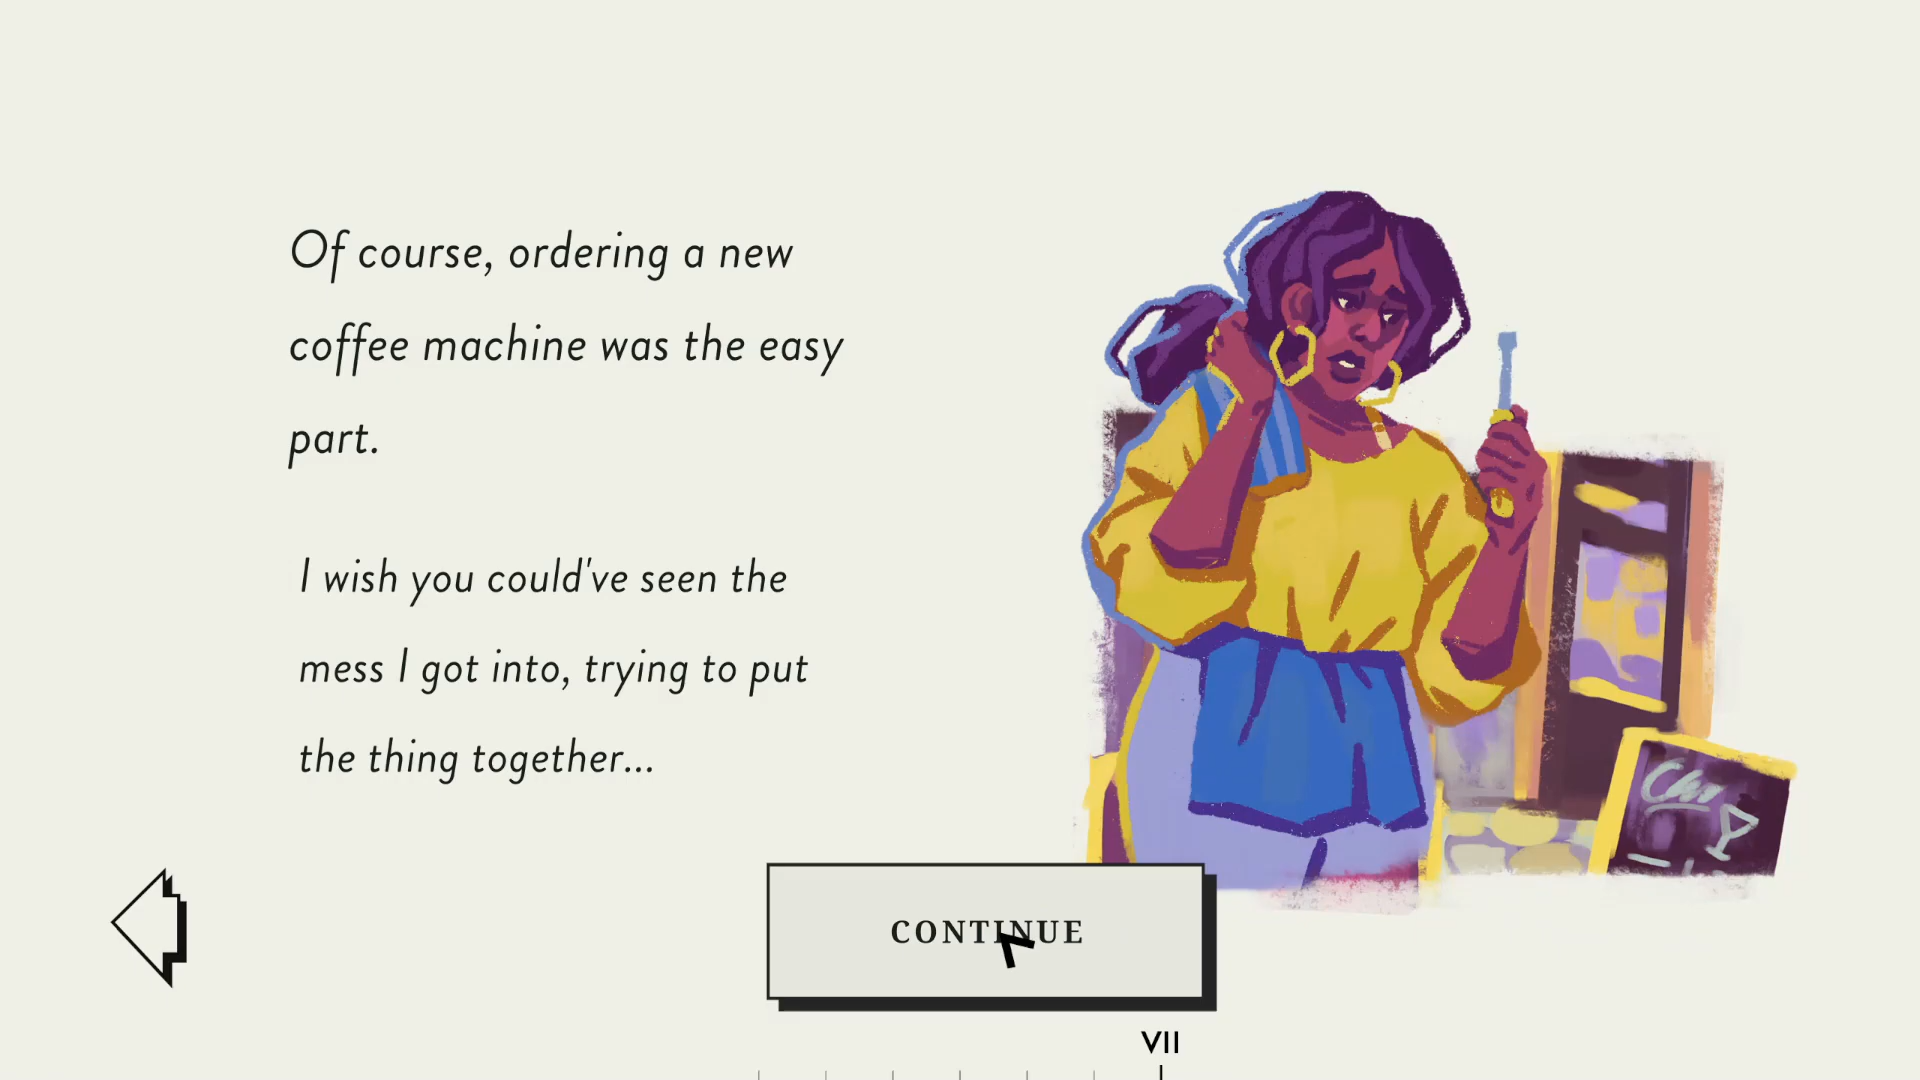 Of course, ordering a new
coffee machine was the easy
part.
I wish you could've seen the
mess I got into, trying to put
the thing together...
CONTINUE
VII